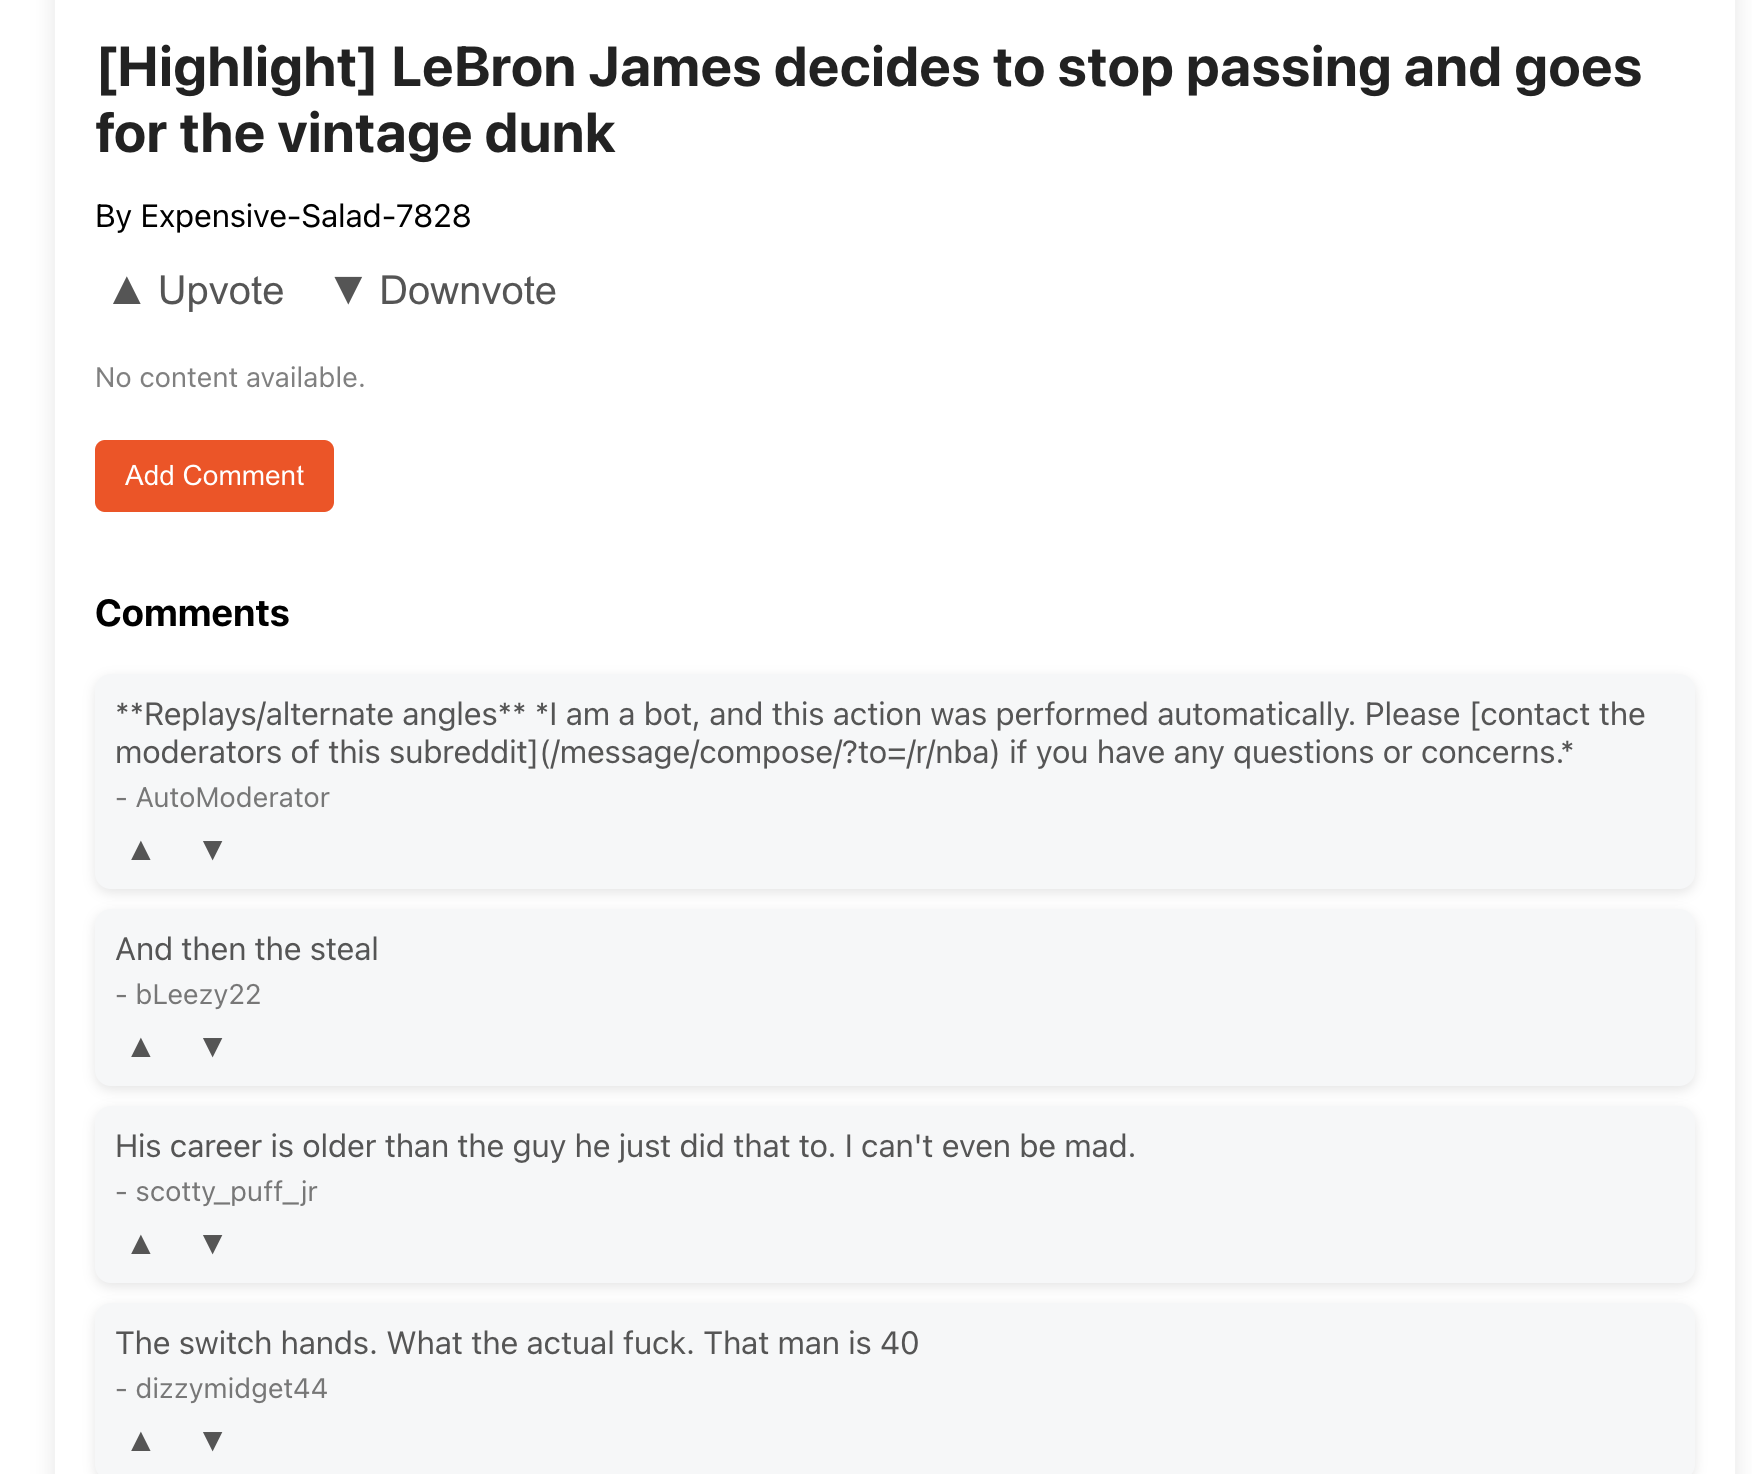 [Highlight] LeBron James decides to stop passing and goes
for the vintage dunk
By Expensive-Salad-7828
▲ Upvote ▼ Downvote
No content available.
Add Comment
Comments
**Replays/alternate angles** *I am a bot, and this action was performed automatically. Please [contact the
moderators of this subreddit](/message/compose/?to=/r/nba) if you have any questions or concerns.*
- AutoModerator
▲ ▼
And then the steal
- bLeezy22
▲ ▼
His career is older than the guy he just did that to. I can't even be mad.
- scotty_puff_jr
▲ ▼
The switch hands. What the actual fuck. That man is 40
- dizzymidget44
▲ ▼